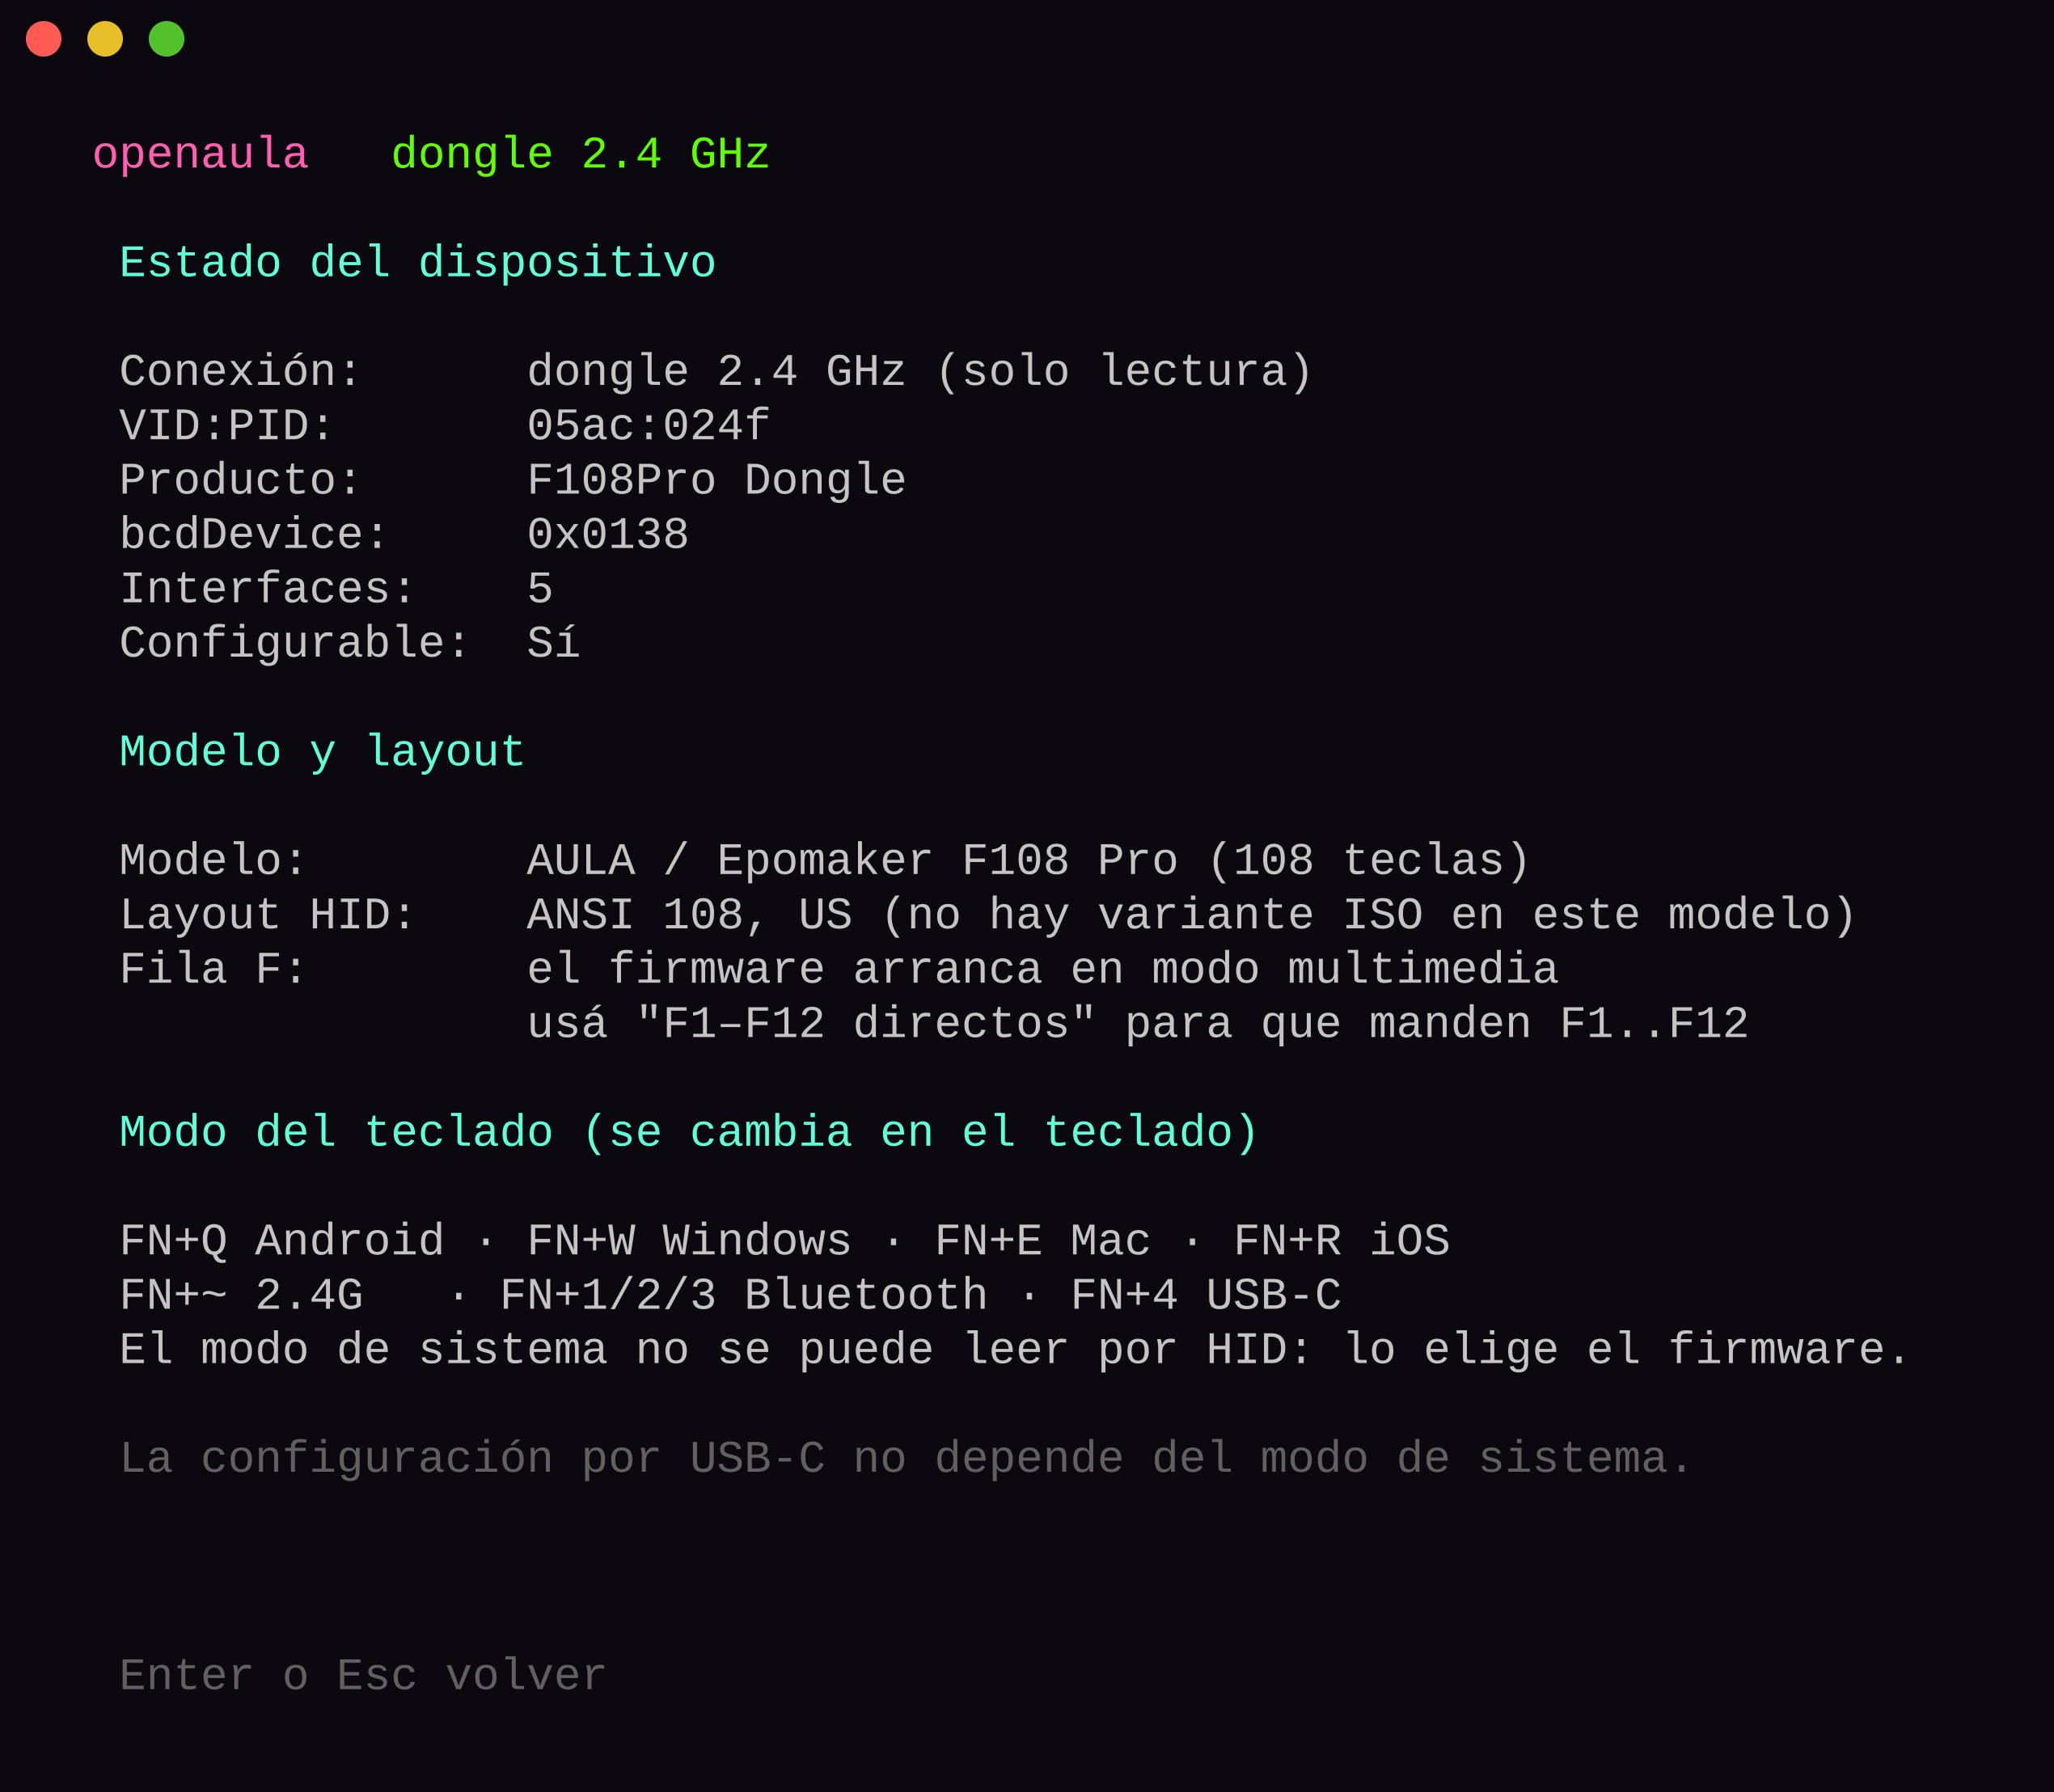 openaula   dongle 2.4 GHz
Estado del dispositivo
Conexión:      dongle 2.4 GHz (solo lectura)
VID:PID:       05ac:024f
Producto:      F108Pro Dongle
bcdDevice:     0x0138
Interfaces:    5
Configurable:  Sí
Modelo y layout
Modelo:        AULA / Epomaker F108 Pro (108 teclas)
Layout HID:    ANSI 108, US (no hay variante ISO en este modelo)
Fila F:        el firmware arranca en modo multimedia
usá "F1–F12 directos" para que manden F1..F12
Modo del teclado (se cambia en el teclado)
FN+Q Android · FN+W Windows · FN+E Mac · FN+R iOS
FN+~ 2.4G   · FN+1/2/3 Bluetooth · FN+4 USB-C
El modo de sistema no se puede leer por HID: lo elige el firmware.
La configuración por USB-C no depende del modo de sistema.
Enter o Esc volver